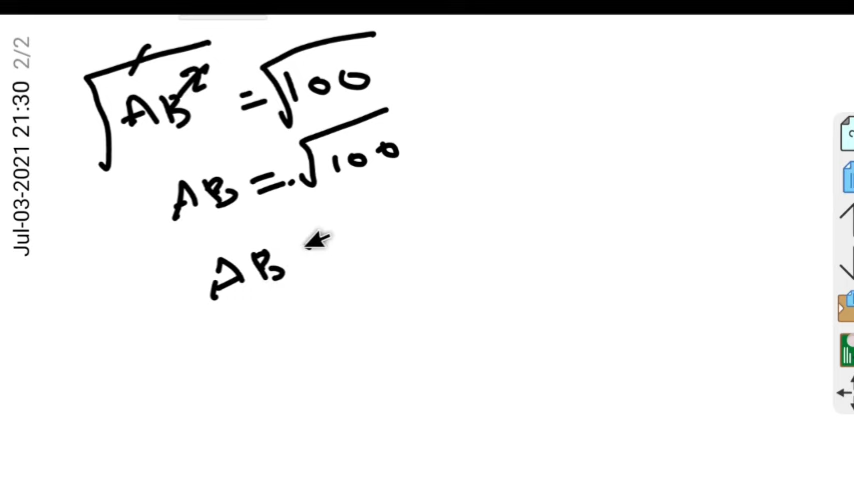 Jul-03-2021 21:30 2/2
√AB² = √100
AB = √100
AB